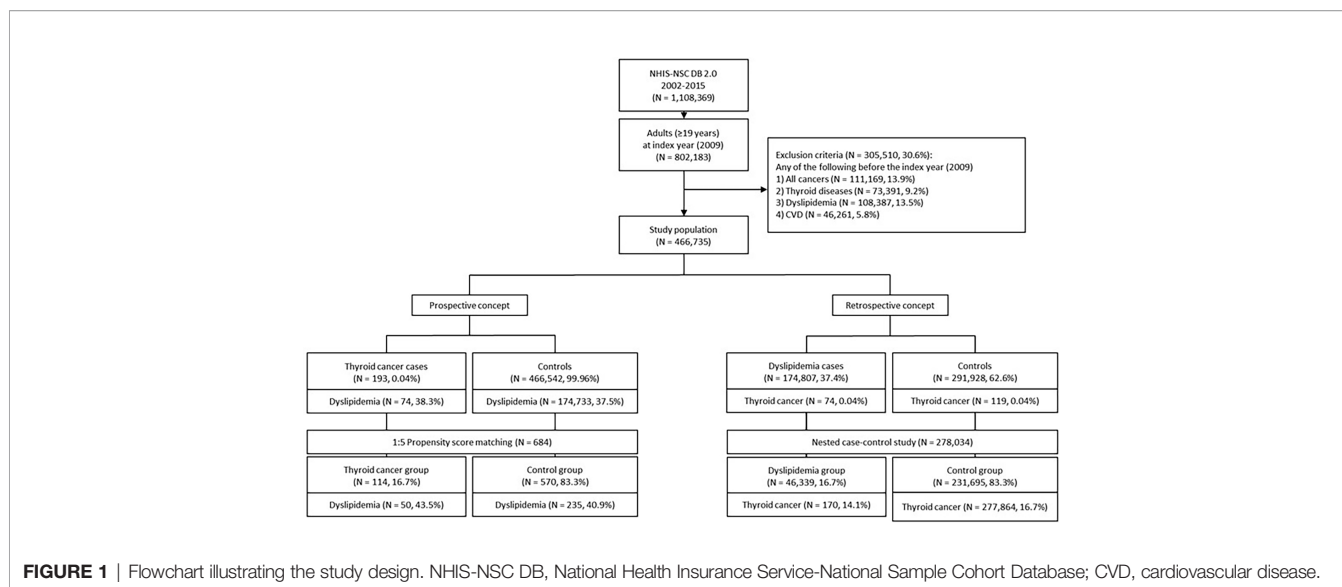 NHIS-NSC DB 2.0
2002-2015
(N = 1,108,369)
Adults (≥19 years)
at index year (2009)
(N = 802,183)
Exclusion criteria (N = 305,510, 30.6%):
Any of the following before the index year (2009)
1) All cancers (N = 111,169, 13.9%)
2) Thyroid diseases (N = 73,391, 9.2%)
3) Dyslipidemia (N = 108,387, 13.5%)
4) CVD (N = 46,261, 5.8%)
Study population
(N = 466,735)
Prospective concept
Retrospective concept
Thyroid cancer cases
(N = 193, 0.04%)
Dyslipidemia (N = 74, 38.3%)
Controls
(N = 466,542, 99.96%)
Dyslipidemia (N = 174,733, 37.5%)
Dyslipidemia cases
(N = 174,807, 37.4%)
Thyroid cancer (N = 74, 0.04%)
Controls
(N = 291,928, 62.6%)
Thyroid cancer (N = 119, 0.04%)
1:5 Propensity score matching (N = 684)
Nested case-control study (N = 278,034)
Thyroid cancer group
(N = 114, 16.7%)
Dyslipidemia (N = 50, 43.5%)
Control group
(N = 570, 83.3%)
Dyslipidemia (N = 235, 40.9%)
Dyslipidemia group
(N = 46,339, 16.7%)
Thyroid cancer (N = 170, 14.1%)
Control group
(N = 231,695, 83.3%)
Thyroid cancer (N = 277,864, 16.7%)
FIGURE 1 | Flowchart illustrating the study design. NHIS-NSC DB, National Health Insurance Service-National Sample Cohort Database; CVD, cardiovascular disease.